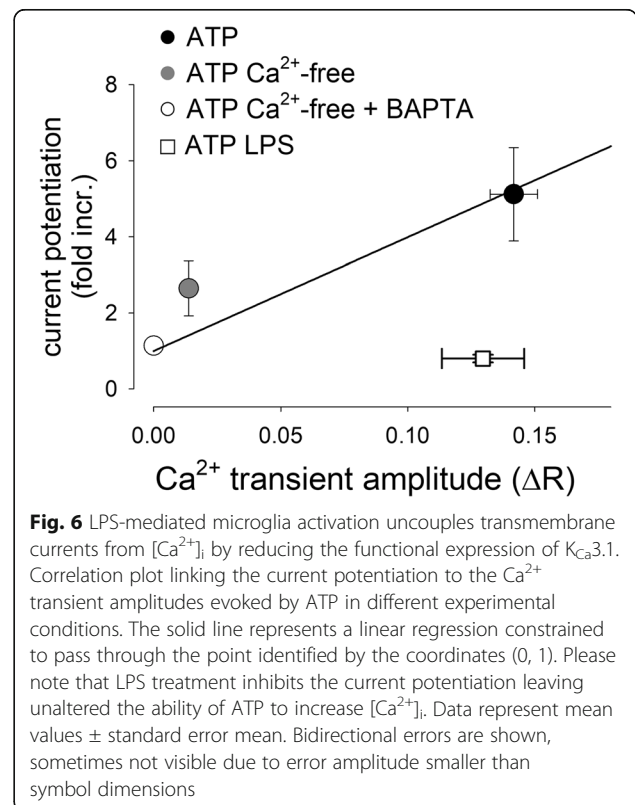 ● ATP
● ATP Ca²⁺-free
○ ATP Ca²⁺-free + BAPTA
□ ATP LPS
8
6
4
2
0
current potentiation
(fold incr.)
0.00 0.05 0.10 0.15
Ca²⁺ transient amplitude (ΔR)
Fig. 6 LPS-mediated microglia activation uncouples transmembrane
currents from [Ca²⁺]ᵢ by reducing the functional expression of K_Ca3.1.
Correlation plot linking the current potentiation to the Ca²⁺
transient amplitudes evoked by ATP in different experimental
conditions. The solid line represents a linear regression constrained
to pass through the point identified by the coordinates (0, 1). Please
note that LPS treatment inhibits the current potentiation leaving
unaltered the ability of ATP to increase [Ca²⁺]ᵢ. Data represent mean
values ± standard error mean. Bidirectional errors are shown,
sometimes not visible due to error amplitude smaller than
symbol dimensions